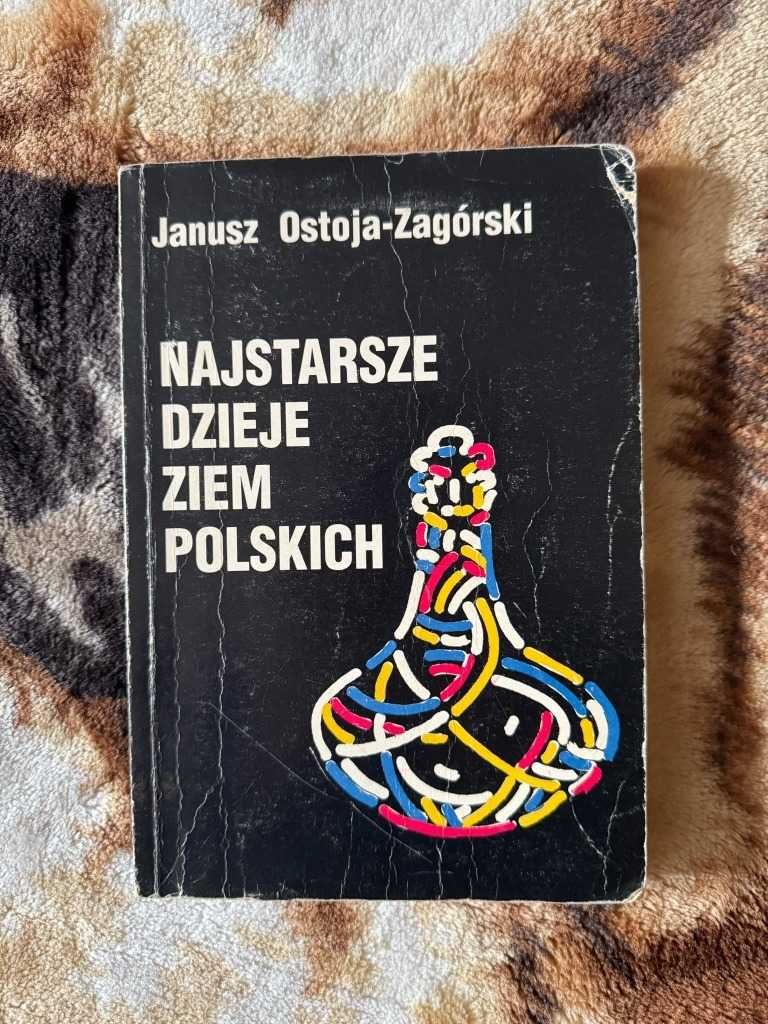 Janusz Ostoja-Zagórski
NAJSTARSZE
DZIEJE
ZIEM
POLSKICH